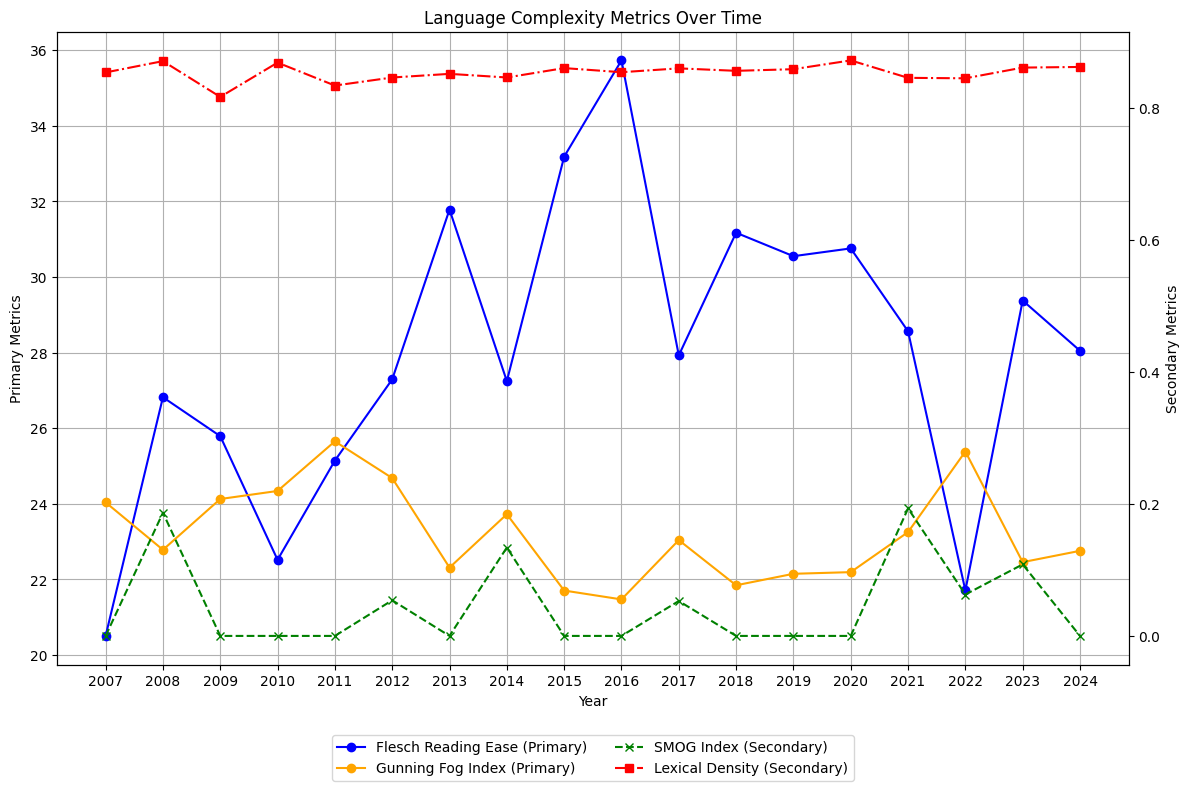 Language Complexity Metrics Over Time
36
34
32
30
28
26
24
22
20
Primary Metrics
0.8
0.6
0.4
0.2
0.0
Secondary Metrics
2007 2008 2009 2010 2011 2012 2013 2014 2015 2016 2017 2018 2019 2020 2021 2022 2023 2024
Year
Flesch Reading Ease (Primary)
Gunning Fog Index (Primary)
SMOG Index (Secondary)
Lexical Density (Secondary)